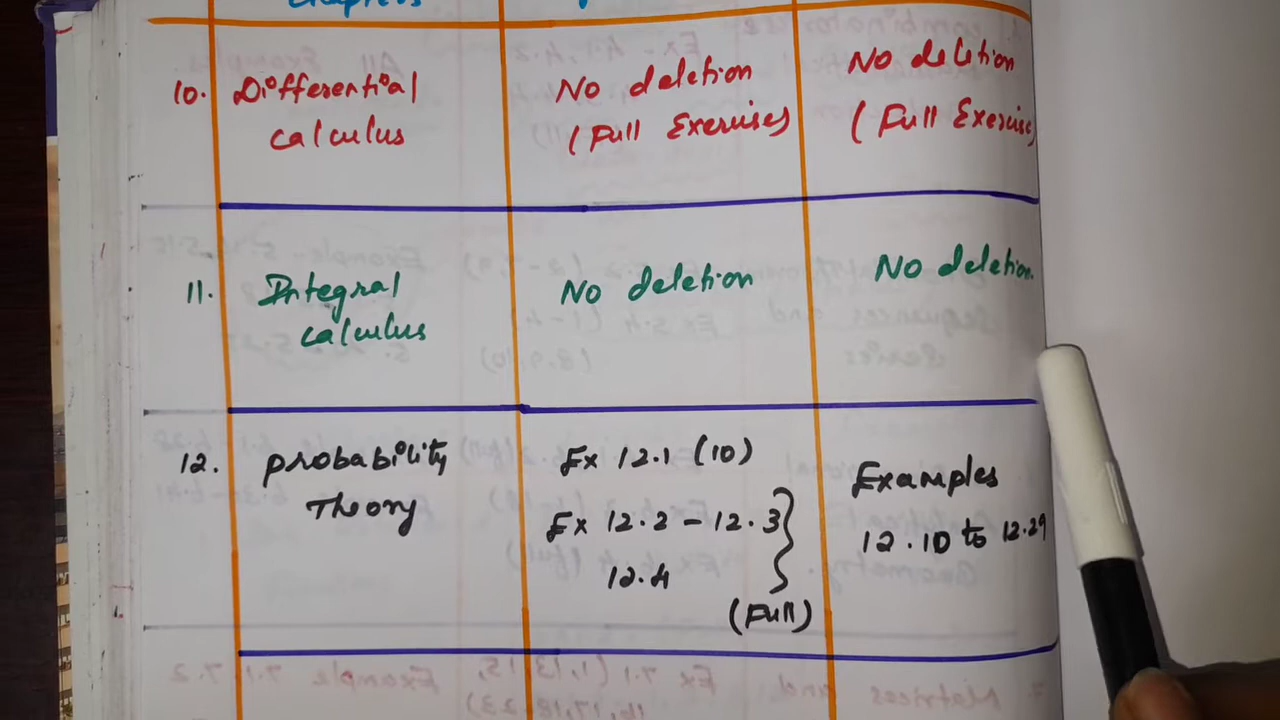 chapters
10. Differential calculus
No deletion (Full Exercises)
No deletion (Full Exercise
11. Integral calculus
No deletion
No deletion.
12. probability Theory
Ex 12.1 (10)
Ex 12.2 - 12.3
12.4
(Full)
Examples
12.10 to 12.29